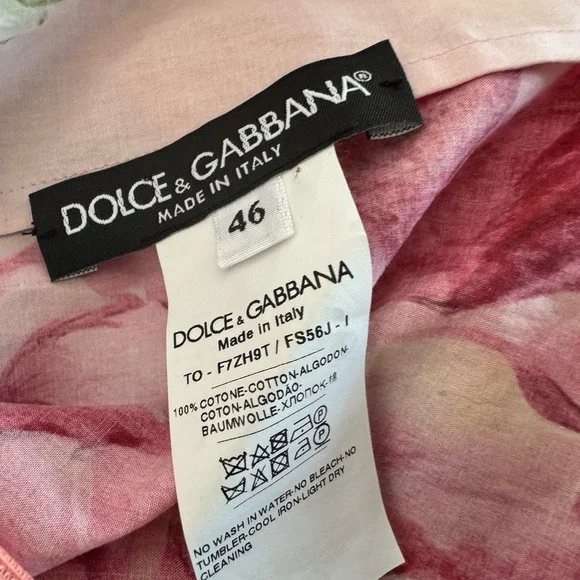 DOLCE & GABBANA®
MADE IN ITALY
46
DOLCE & GABBANA
Made in Italy
TO - F7ZH9T / FS56J - I
100% COTONE-COTTON-ALGODON-
COTON-ALGODÃO-
BAUMWOLLE-ХЛОПОК-棉
NO WASH IN WATER-NO BLEACH-NO
TUMBLER-COOL IRON-LIGHT DRY
CLEANING